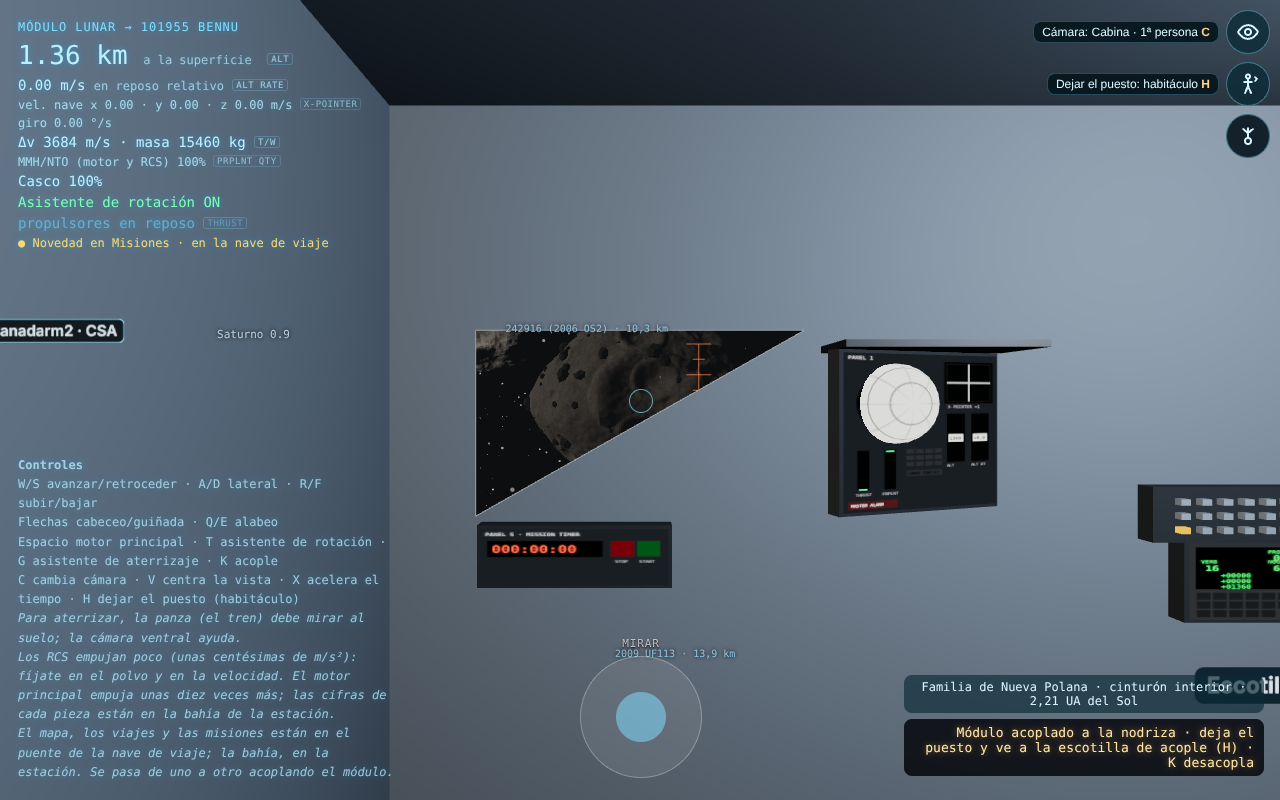 MÓDULO LUNAR → 101955 BENNU
1.36 km a la superficie ALT
0.00 m/s en reposo relativo ALT RATE
vel. nave x 0.00 · y 0.00 · z 0.00 m/s X-POINTER
giro 0.00 °/s
Δv 3684 m/s · masa 15460 kg T/W
MMH/NTO (motor y RCS) 100% PRPLNT QTY
Casco 100%
Asistente de rotación ON
propulsores en reposo THRUST
● Novedad en Misiones · en la nave de viaje
Cámara: Cabina · 1ª persona C
Dejar el puesto: habitáculo H
anadarm2 · CSA
Saturno 0.9
242916 (2006 OS2) · 10,3 km
PANEL 1
X-POINTER
ALT
THRUST
MASTER ALARM
PANEL 5 · MISSION TIMER
000:00:00
STOP START
VERB
16
+00000
+00000
+01360
Controles
W/S avanzar/retroceder · A/D lateral · R/F
subir/bajar
Flechas cabeceo/guiñada · Q/E alabeo
Espacio motor principal · T asistente de rotación ·
G asistente de aterrizaje · K acople
C cambia cámara · V centra la vista · X acelera el
tiempo · H dejar el puesto (habitáculo)
Para aterrizar, la panza (el tren) debe mirar al
suelo; la cámara ventral ayuda.
Los RCS empujan poco (unas centésimas de m/s²):
fíjate en el polvo y en la velocidad. El motor
principal empuja unas diez veces más; las cifras de
cada pieza están en la bahía de la estación.
El mapa, los viajes y las misiones están en el
puente de la nave de viaje; la bahía, en la
estación. Se pasa de uno a otro acoplando el módulo.
MIRAR
2009 UF113 · 13,9 km
Escotil
Familia de Nueva Polana · cinturón interior ·
2,21 UA del Sol
Módulo acoplado a la nodriza · deja el
puesto y ve a la escotilla de acople (H) ·
K desacopla